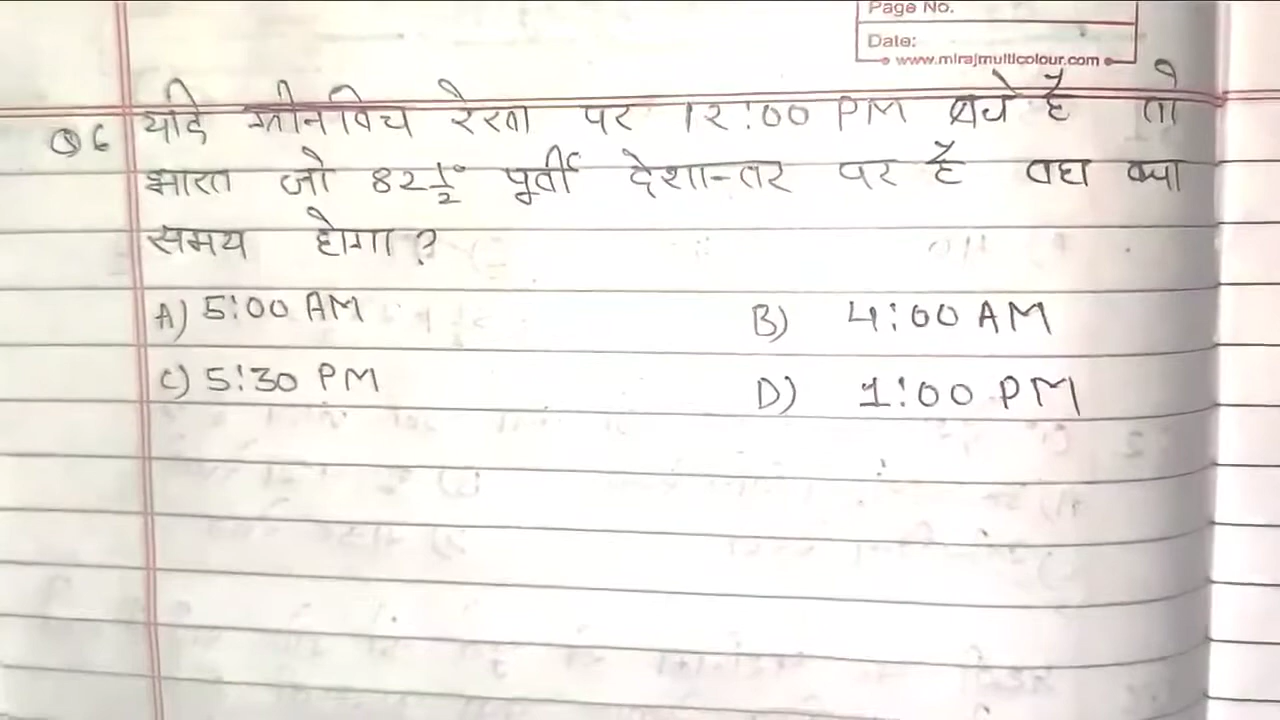 Page No.
Date:
www.mirajmulticolour.com
Q6 यदि ग्रीनविच रेखा पर 12:00 PM बजे है तो
भारत जो 82½° पूर्वी देशान्तर पर है वहा क्या
समय होगा?
A) 5:00 AM B) 4:00 AM
C) 5:30 PM D) 1:00 PM